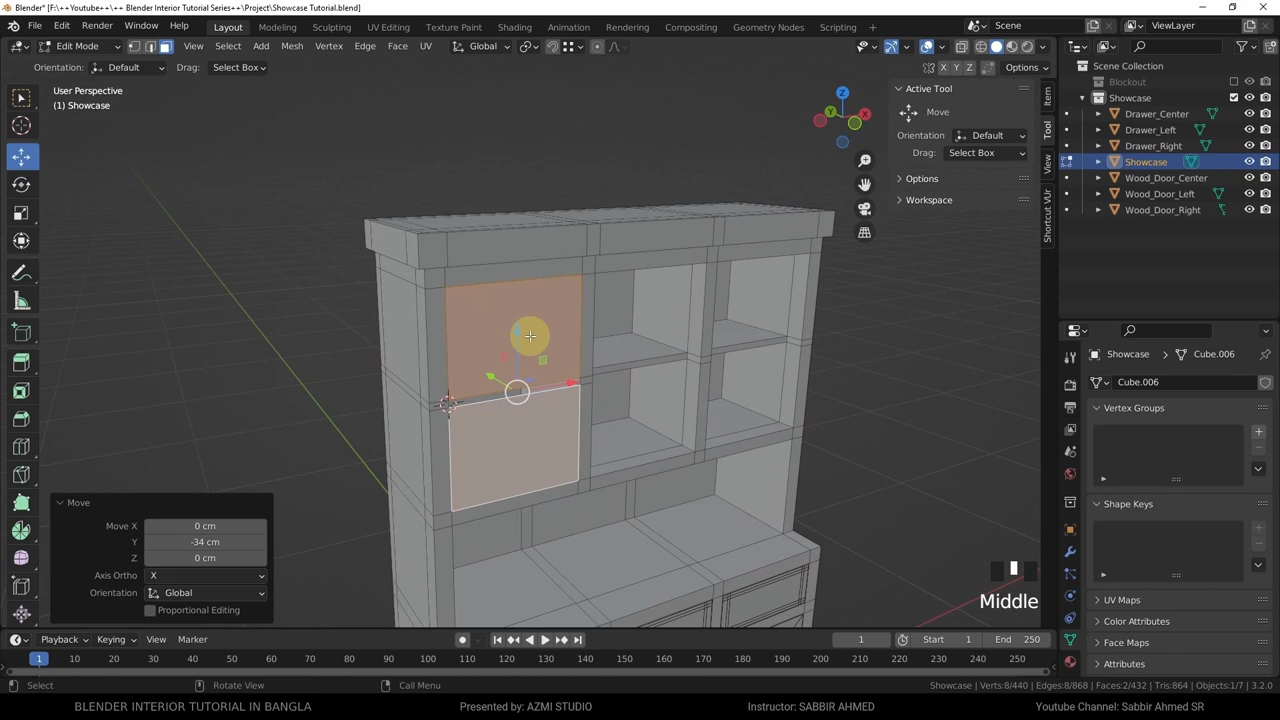 Blender* [F:\++Youtube++\++ Blender Interior Tutorial Series++\Project\Showcase Tutorial.blend]
File Edit Render Window Help Layout Modeling Sculpting UV Editing Texture Paint Shading Animation Rendering Compositing Geometry Nodes Scripting Scene ViewLayer
Edit Mode View Select Add Mesh Vertex Edge Face UV Global
Orientation: Default Drag: Select Box X Y Z Options
User Perspective
(1) Showcase
Z
Y
X
Active Tool
Move
Orientation Default
Drag: Select Box
Options
Workspace
Item
Tool
View
Shortcut VUr
Scene Collection
Blockout
Showcase
Drawer_Center
Drawer_Left
Drawer_Right
Showcase
Wood_Door_Center
Wood_Door_Left
Wood_Door_Right
Showcase Cube.006
Cube.006
Vertex Groups
Shape Keys
UV Maps
Color Attributes
Face Maps
Attributes
Move
Move X 0 cm
Y -34 cm
Z 0 cm
Axis Ortho X
Orientation Global
Proportional Editing
Middle
Playback Keying View Marker 1 Start 1 End 250
1 10 20 30 40 50 60 70 80 90 100 110 120 130 140 150 160 170 180 190 200 210 220 230 240 250
Select Rotate View Call Menu Showcase | Verts:8/440 | Edges:8/868 | Faces:2/432 | Tris:864 | Objects:1/7 | 3.2.0
BLENDER INTERIOR TUTORIAL IN BANGLA Presented by: AZMI STUDIO Instructor: SABBIR AHMED Youtube Channel: Sabbir Ahmed SR